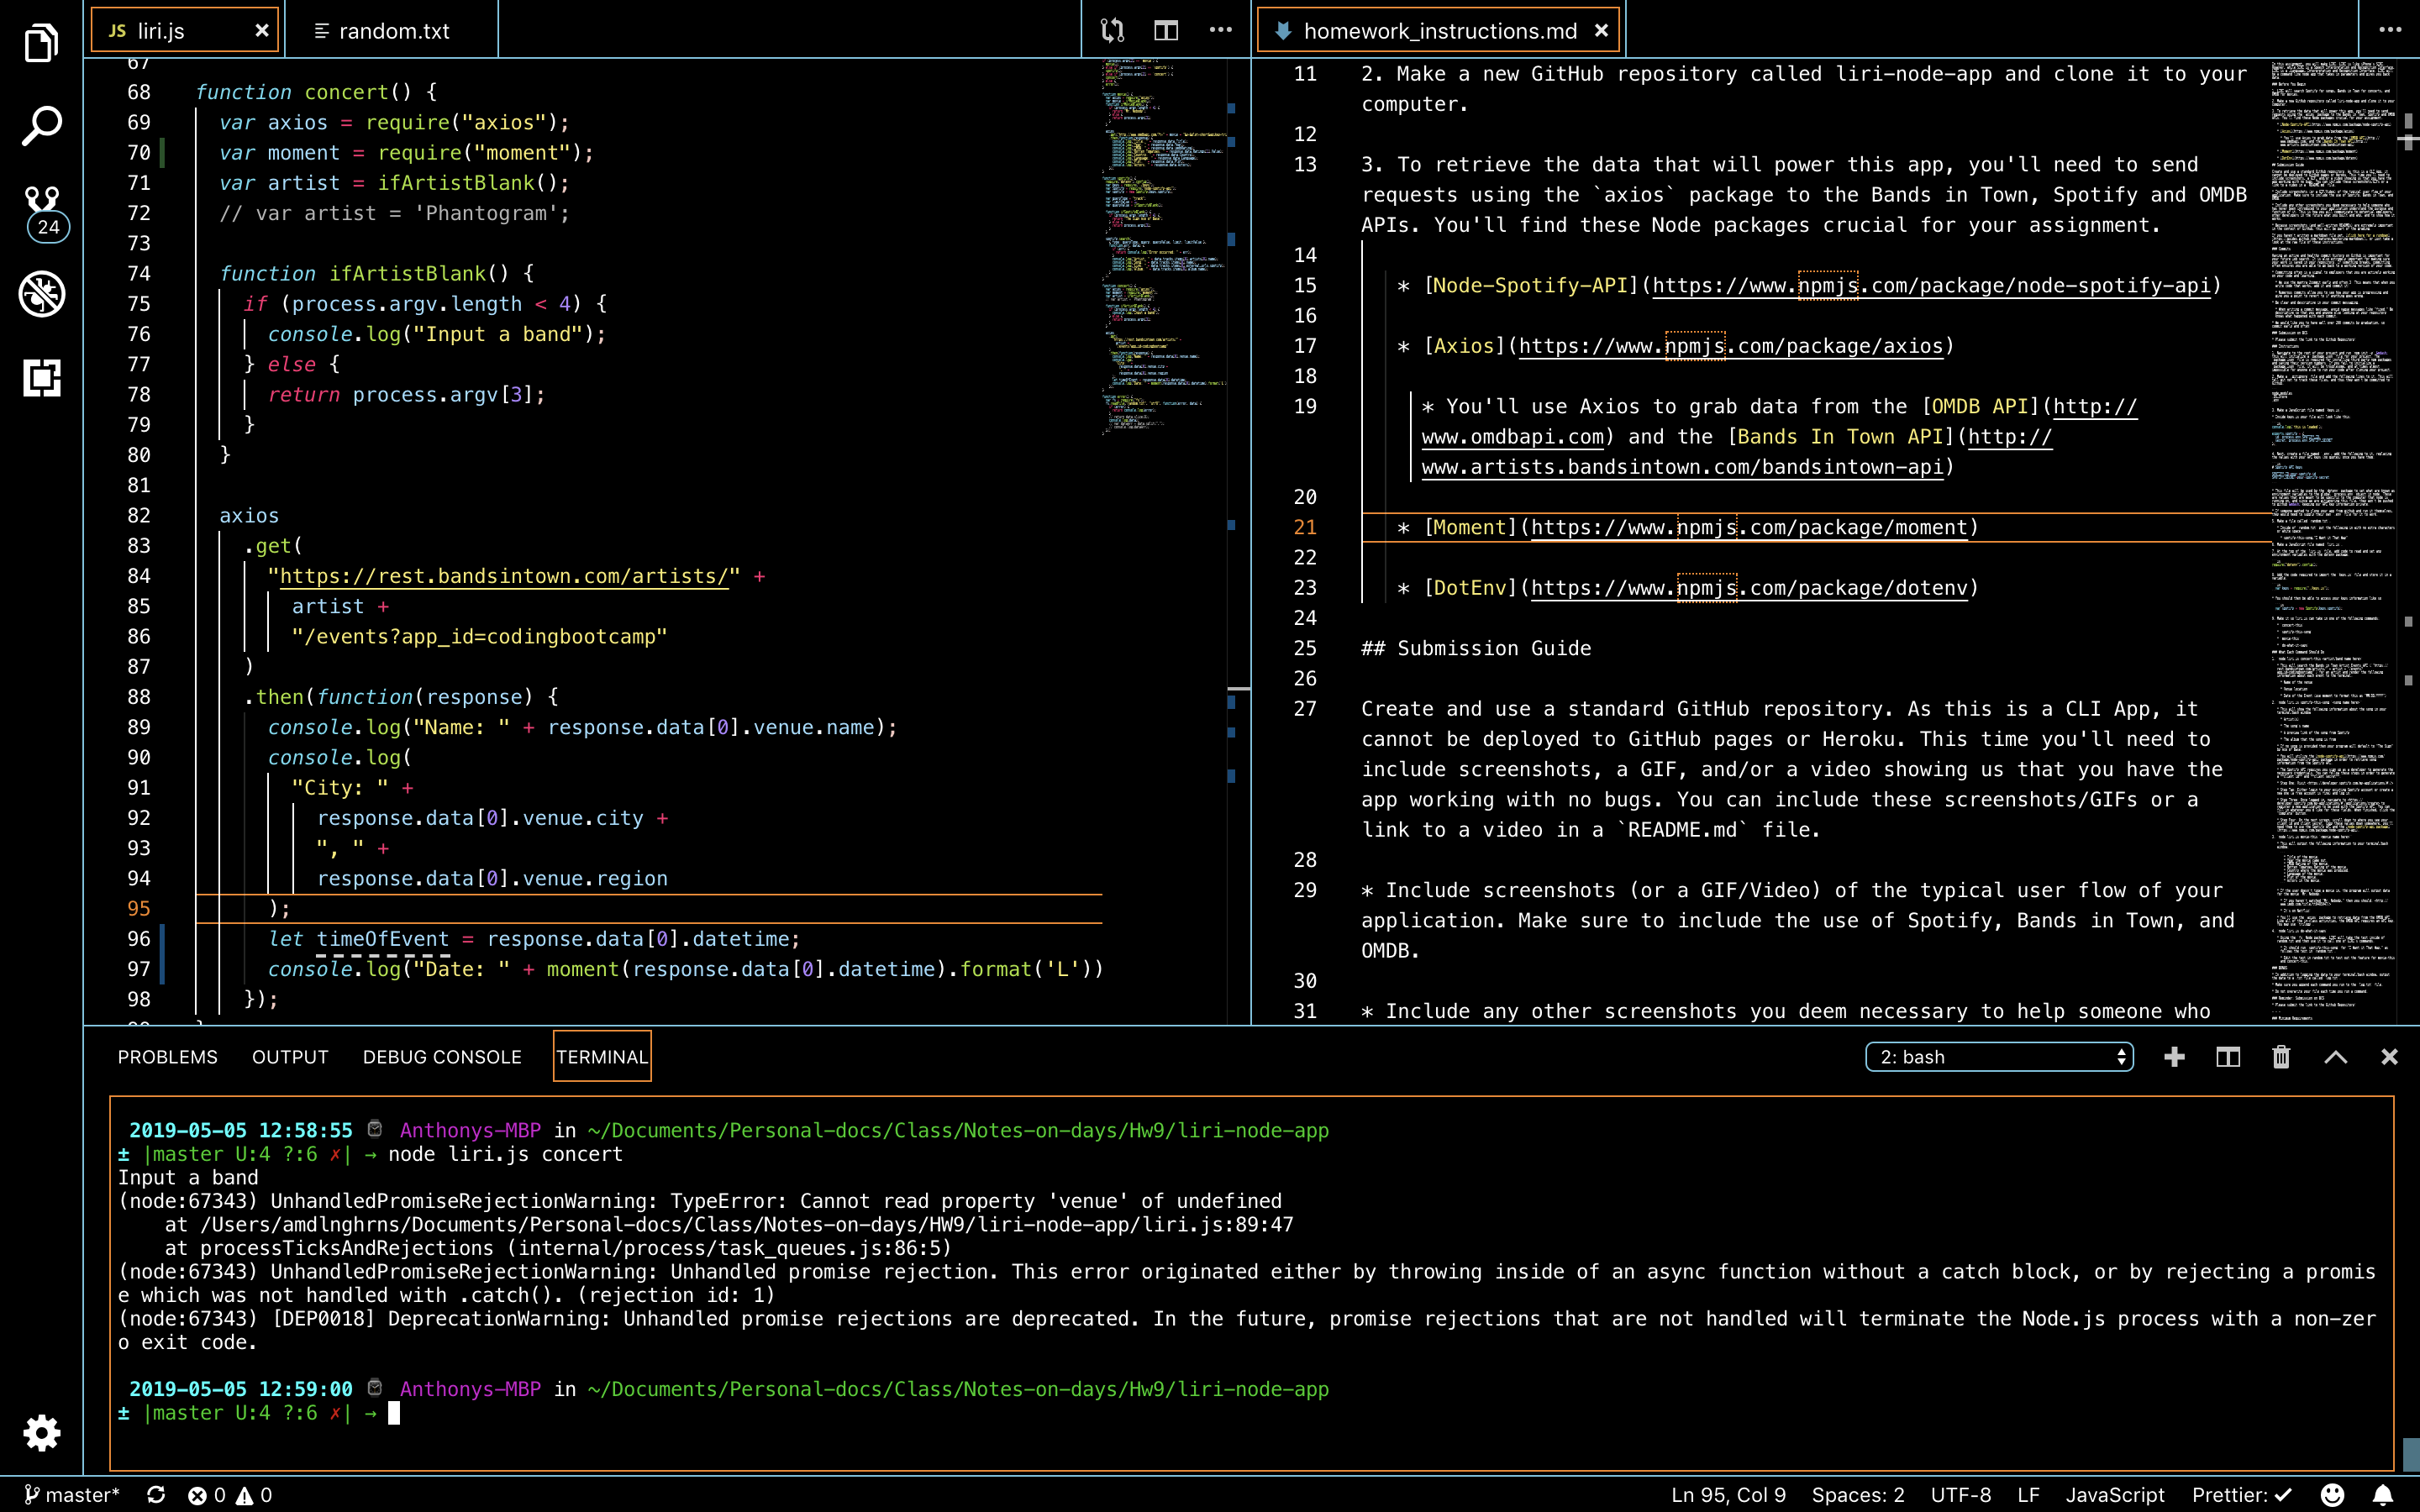 JS liri.js ×
random.txt
homework_instructions.md ×
24
67
68 function concert() {
69 var axios = require("axios");
70 var moment = require("moment");
71 var artist = ifArtistBlank();
72 // var artist = 'Phantogram';
73
74 function ifArtistBlank() {
75 if (process.argv.length < 4) {
76 console.log("Input a band");
77 } else {
78 return process.argv[3];
79 }
80 }
81
82 axios
83 .get(
84 "https://rest.bandsintown.com/artists/" +
85 artist +
86 "/events?app_id=codingbootcamp"
87 )
88 .then(function(response) {
89 console.log("Name: " + response.data[0].venue.name);
90 console.log(
91 "City: " +
92 response.data[0].venue.city +
93 ", " +
94 response.data[0].venue.region
95 );
96 let timeOfEvent = response.data[0].datetime;
97 console.log("Date: " + moment(response.data[0].datetime).format('L'))
98 });
11 2. Make a new GitHub repository called liri-node-app and clone it to your
computer.
12
13 3. To retrieve the data that will power this app, you'll need to send
requests using the `axios` package to the Bands in Town, Spotify and OMDB
APIs. You'll find these Node packages crucial for your assignment.
14
15 * [Node-Spotify-API](https://www.npmjs.com/package/node-spotify-api)
16
17 * [Axios](https://www.npmjs.com/package/axios)
18
19 * You'll use Axios to grab data from the [OMDB API](http://
www.omdbapi.com) and the [Bands In Town API](http://
www.artists.bandsintown.com/bandsintown-api)
20
21 * [Moment](https://www.npmjs.com/package/moment)
22
23 * [DotEnv](https://www.npmjs.com/package/dotenv)
24
25 ## Submission Guide
26
27 Create and use a standard GitHub repository. As this is a CLI App, it
cannot be deployed to GitHub pages or Heroku. This time you'll need to
include screenshots, a GIF, and/or a video showing us that you have the
app working with no bugs. You can include these screenshots/GIFs or a
link to a video in a `README.md` file.
28
29 * Include screenshots (or a GIF/Video) of the typical user flow of your
application. Make sure to include the use of Spotify, Bands in Town, and
OMDB.
30
31 * Include any other screenshots you deem necessary to help someone who
PROBLEMS OUTPUT DEBUG CONSOLE TERMINAL 2: bash
2019-05-05 12:58:55 Anthonys-MBP in ~/Documents/Personal-docs/Class/Notes-on-days/Hw9/liri-node-app
± |master U:4 ?:6 ✗| → node liri.js concert
Input a band
(node:67343) UnhandledPromiseRejectionWarning: TypeError: Cannot read property 'venue' of undefined
at /Users/amdlnghrns/Documents/Personal-docs/Class/Notes-on-days/HW9/liri-node-app/liri.js:89:47
at processTicksAndRejections (internal/process/task_queues.js:86:5)
(node:67343) UnhandledPromiseRejectionWarning: Unhandled promise rejection. This error originated either by throwing inside of an async function without a catch block, or by rejecting a promis
e which was not handled with .catch(). (rejection id: 1)
(node:67343) [DEP0018] DeprecationWarning: Unhandled promise rejections are deprecated. In the future, promise rejections that are not handled will terminate the Node.js process with a non-zer
o exit code.
2019-05-05 12:59:00 Anthonys-MBP in ~/Documents/Personal-docs/Class/Notes-on-days/Hw9/liri-node-app
± |master U:4 ?:6 ✗| →
master* 0 0 Ln 95, Col 9 Spaces: 2 UTF-8 LF JavaScript Prettier: ✓